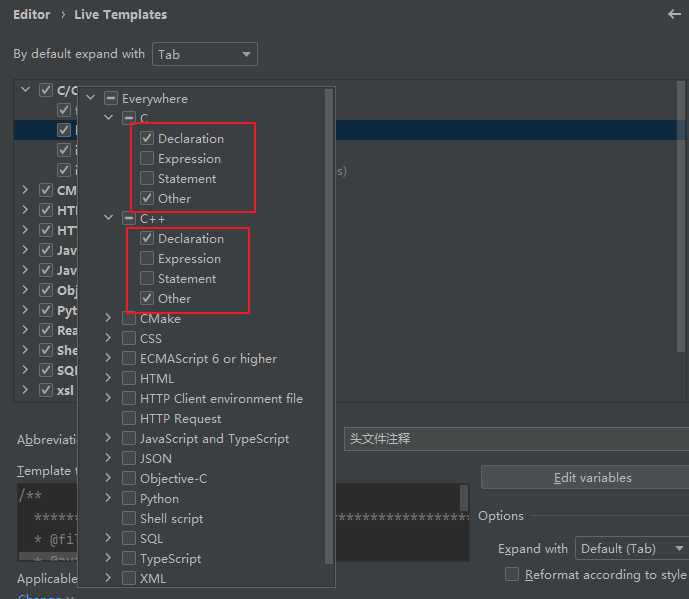 Editor › Live Templates
By default expand with Tab
C/C
Everywhere
C
Declaration
Expression
Statement
Other
C++
Declaration
Expression
Statement
Other
CMake
CSS
ECMAScript 6 or higher
HTML
HTTP Client environment file
HTTP Request
JavaScript and TypeScript
JSON
Objective-C
Python
Shell script
SQL
TypeScript
XML
s)
CM
HTI
HT
Jav
Jav
Obj
Pyt
Rea
She
SQL
xsl
Abbreviati
头文件注释
Template t
Edit variables
/**
* @fil
Options
Expand with Default (Tab)
Applicable
Reformat according to style